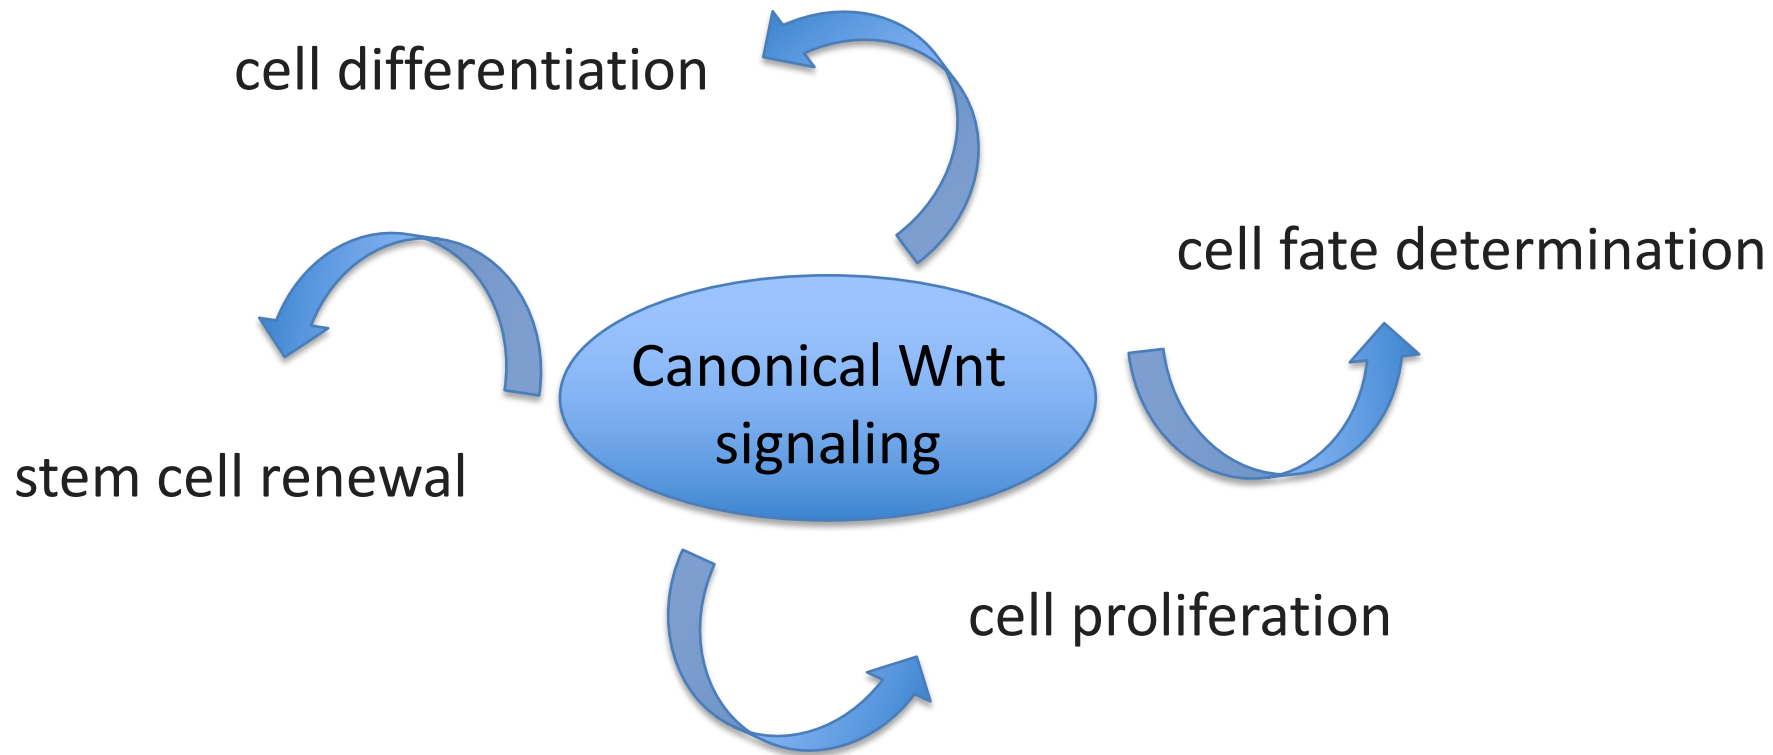 cell differentiation
cell fate determination
Canonical Wnt
signaling
stem cell renewal
cell proliferation